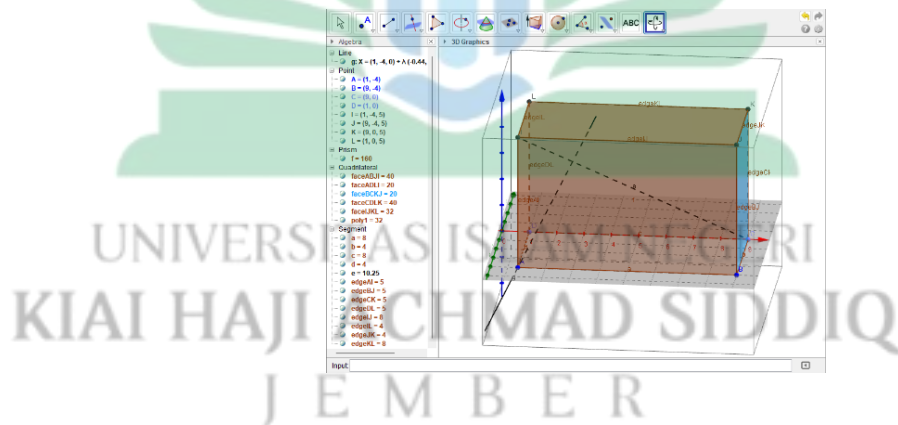 ABC
Algebra
3D Graphics
Line
g: X = (1, -4, 0) + λ (-0.44,
Point
A = (1, -4)
B = (9, -4)
C = (9, 0)
D = (1, 0)
I = (1, -4, 5)
J = (9, -4, 5)
K = (9, 0, 5)
L = (1, 0, 5)
Prism
f = 160
Quadrilateral
faceABJI = 40
faceADLI = 20
faceBCKJ = 20
faceCDLK = 40
faceIJKL = 32
poly1 = 32
Segment
a = 8
b = 4
c = 8
d = 4
e = 10.25
edgeAI = 5
edgeBJ = 5
edgeCK = 5
edgeDL = 5
edgeIJ = 8
edgeIL = 4
edgeJK = 4
edgeKL = 8
L
K
edgeKL
edgeJK
edgeBJ
Input:
UNIVERSITAS ISLAM NEGERI
KIAI HAJI ACHMAD SIDDIQ
JEMBER